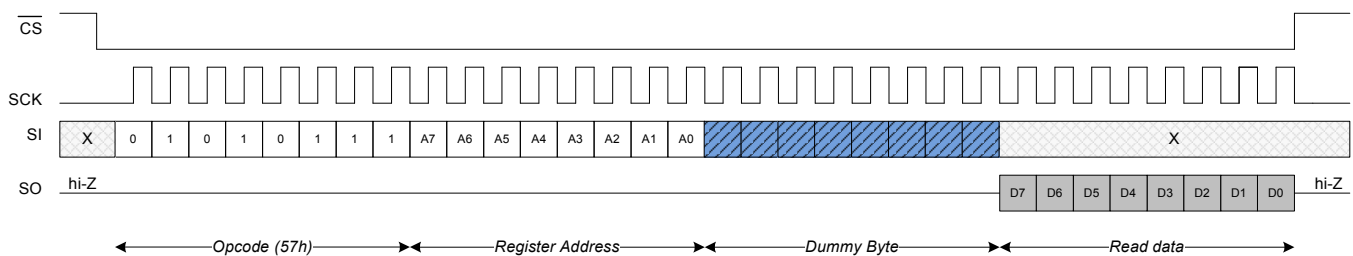 CS
SCK
SI X 0 1 0 1 0 1 1 1 A7 A6 A5 A4 A3 A2 A1 A0 X
SO hi-Z D7 D6 D5 D4 D3 D2 D1 D0 hi-Z
Opcode (57h) Register Address Dummy Byte Read data